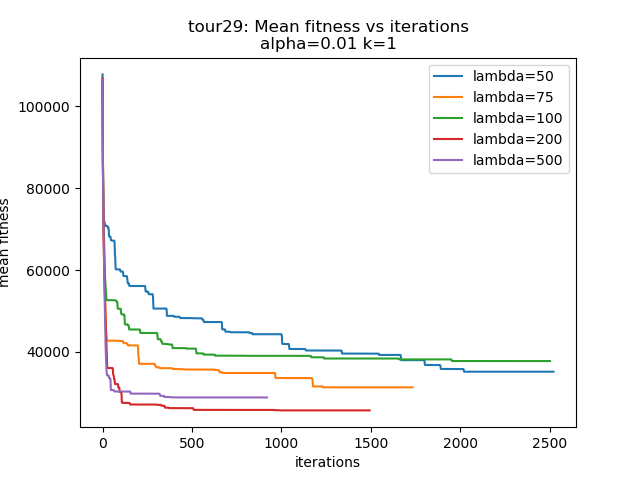 tour29: Mean fitness vs iterations
alpha=0.01 k=1
lambda=50
lambda=75
lambda=100
lambda=200
lambda=500
100000
80000
60000
40000
mean fitness
0 500 1000 1500 2000 2500
iterations